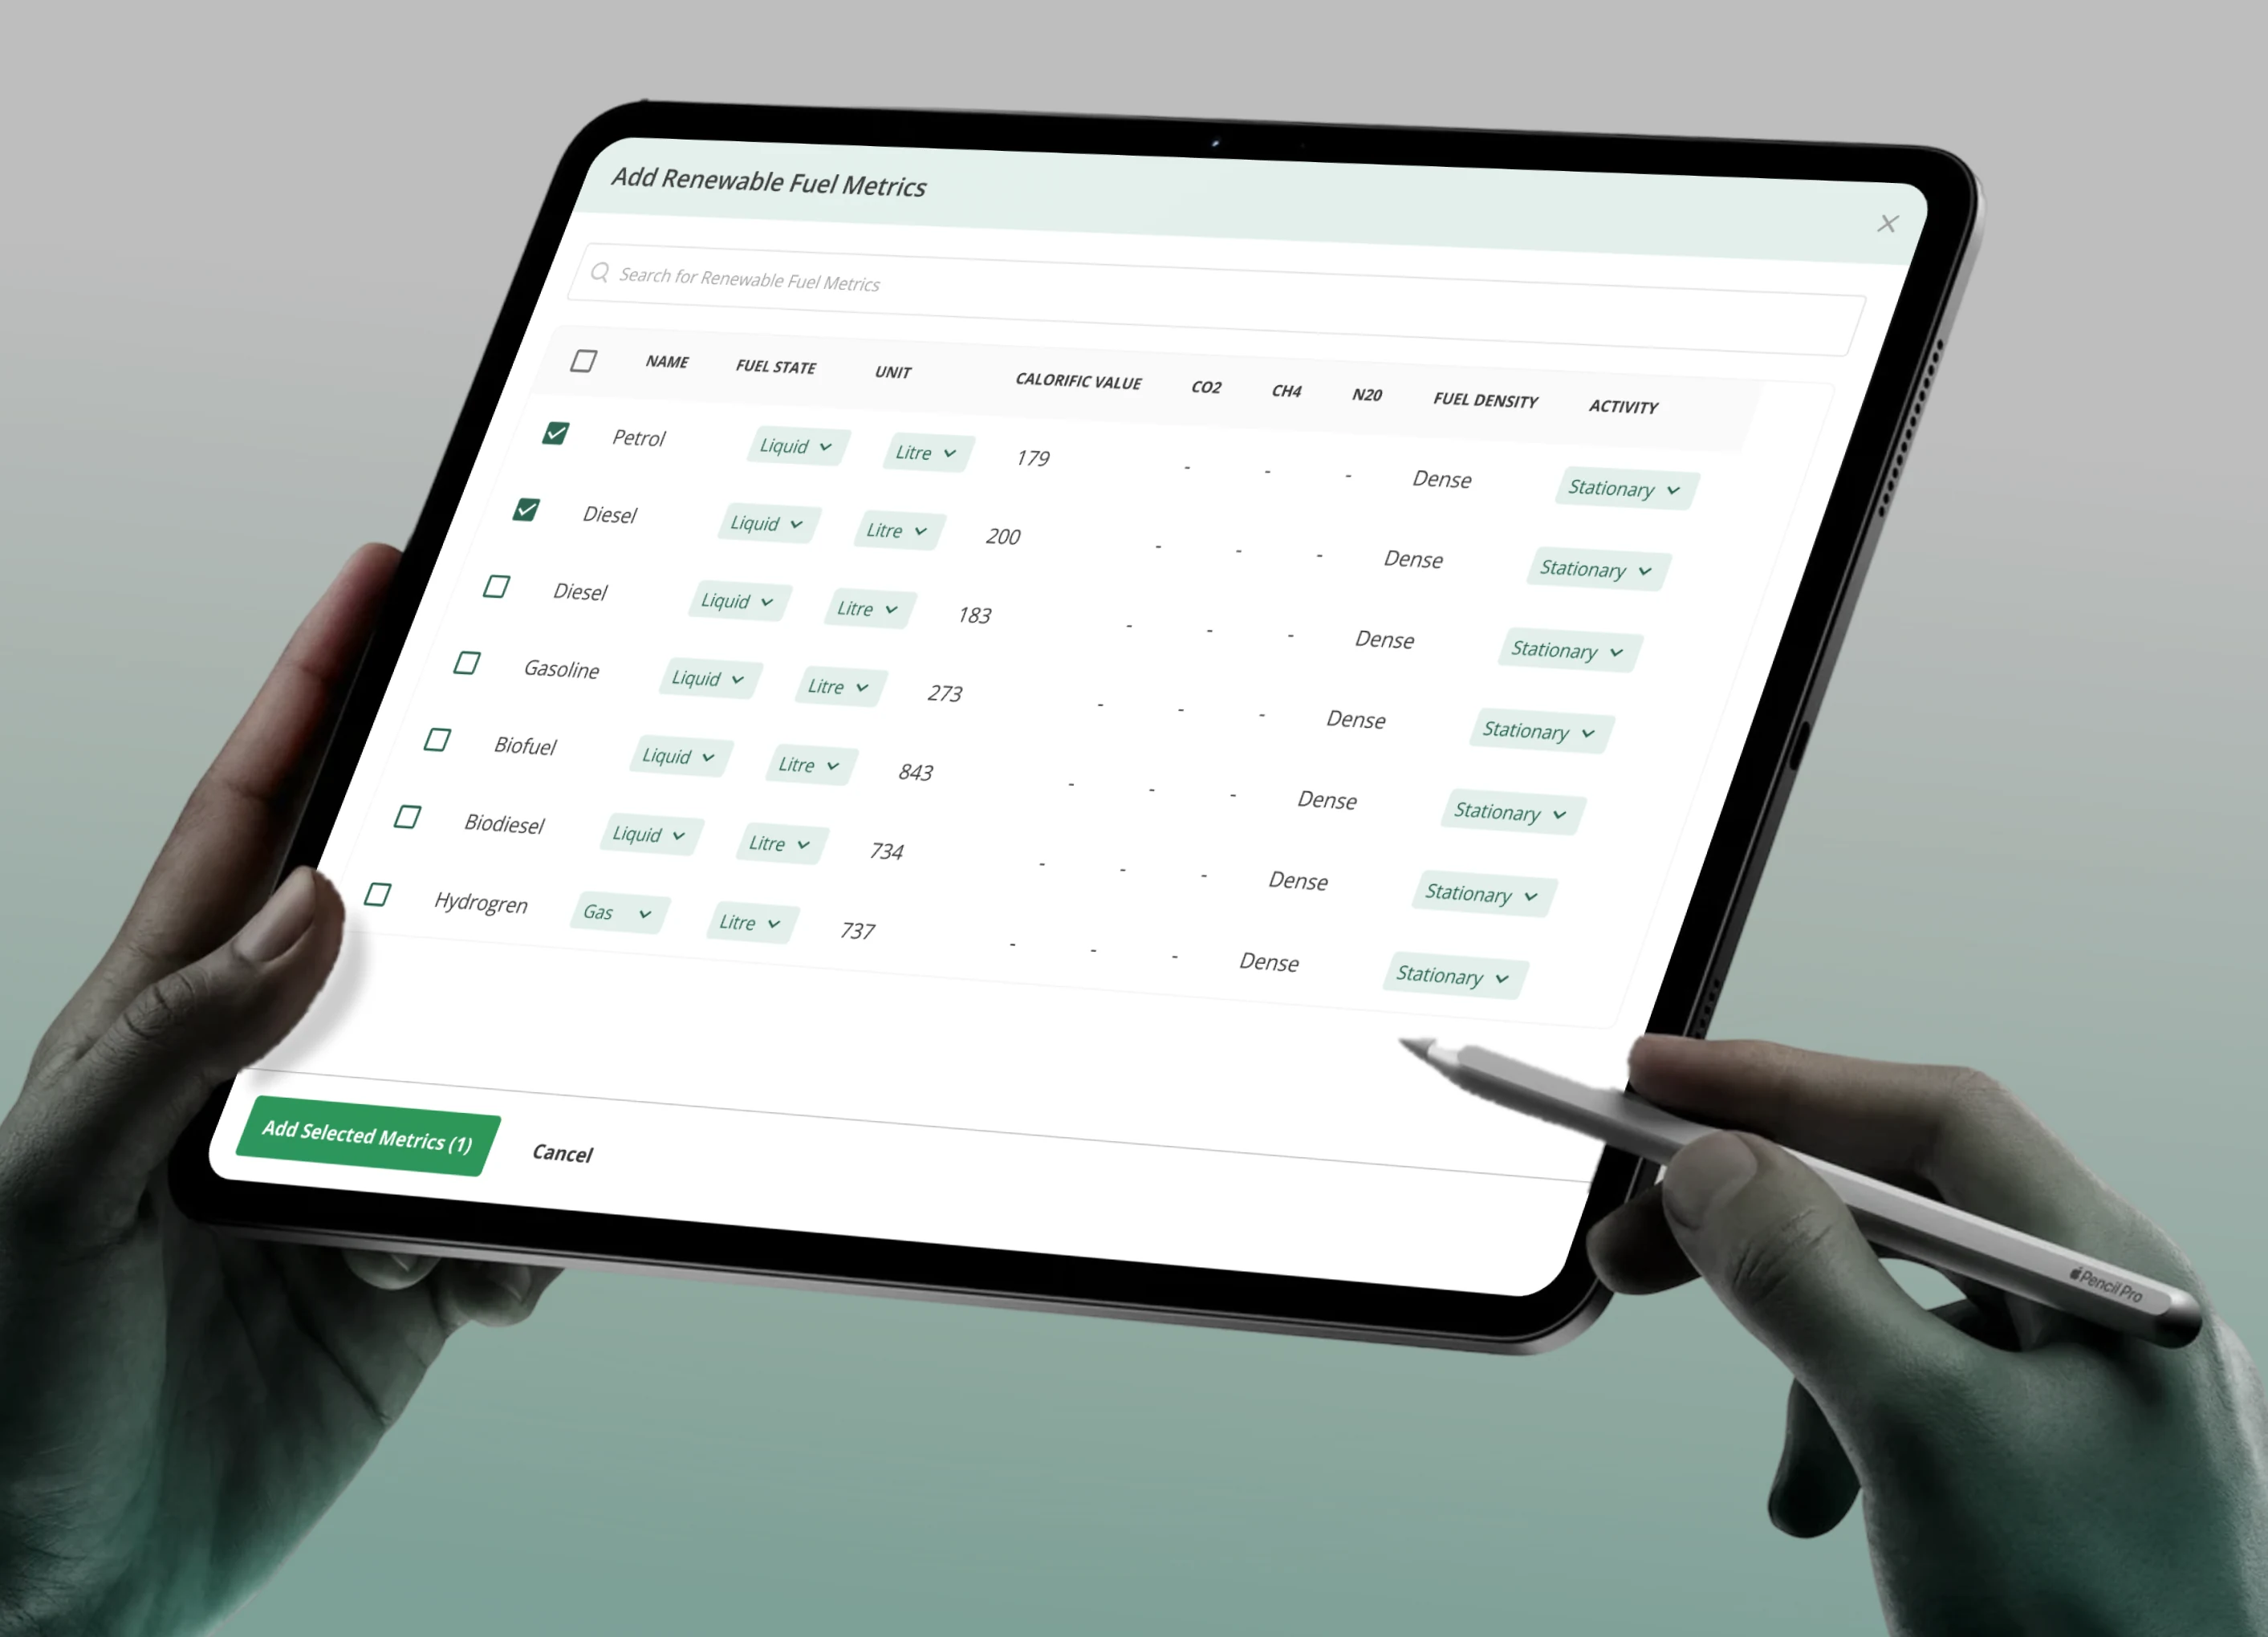 Add Renewable Fuel Metrics
Search for Renewable Fuel Metrics
NAME FUEL STATE UNIT CALORIFIC VALUE CO2 CH4 N20 FUEL DENSITY ACTIVITY
Petrol Liquid Litre 179 - - - Dense Stationary
Diesel Liquid Litre 200 - - - Dense Stationary
Diesel Liquid Litre 183 - - - Dense Stationary
Gasoline Liquid Litre 273 - - - Dense Stationary
Biofuel Liquid Litre 843 - - - Dense Stationary
Biodiesel Liquid Litre 734 - - - Dense Stationary
Hydrogren Gas Litre 737 - - - Dense Stationary
Add Selected Metrics (1) Cancel
Pencil Pro